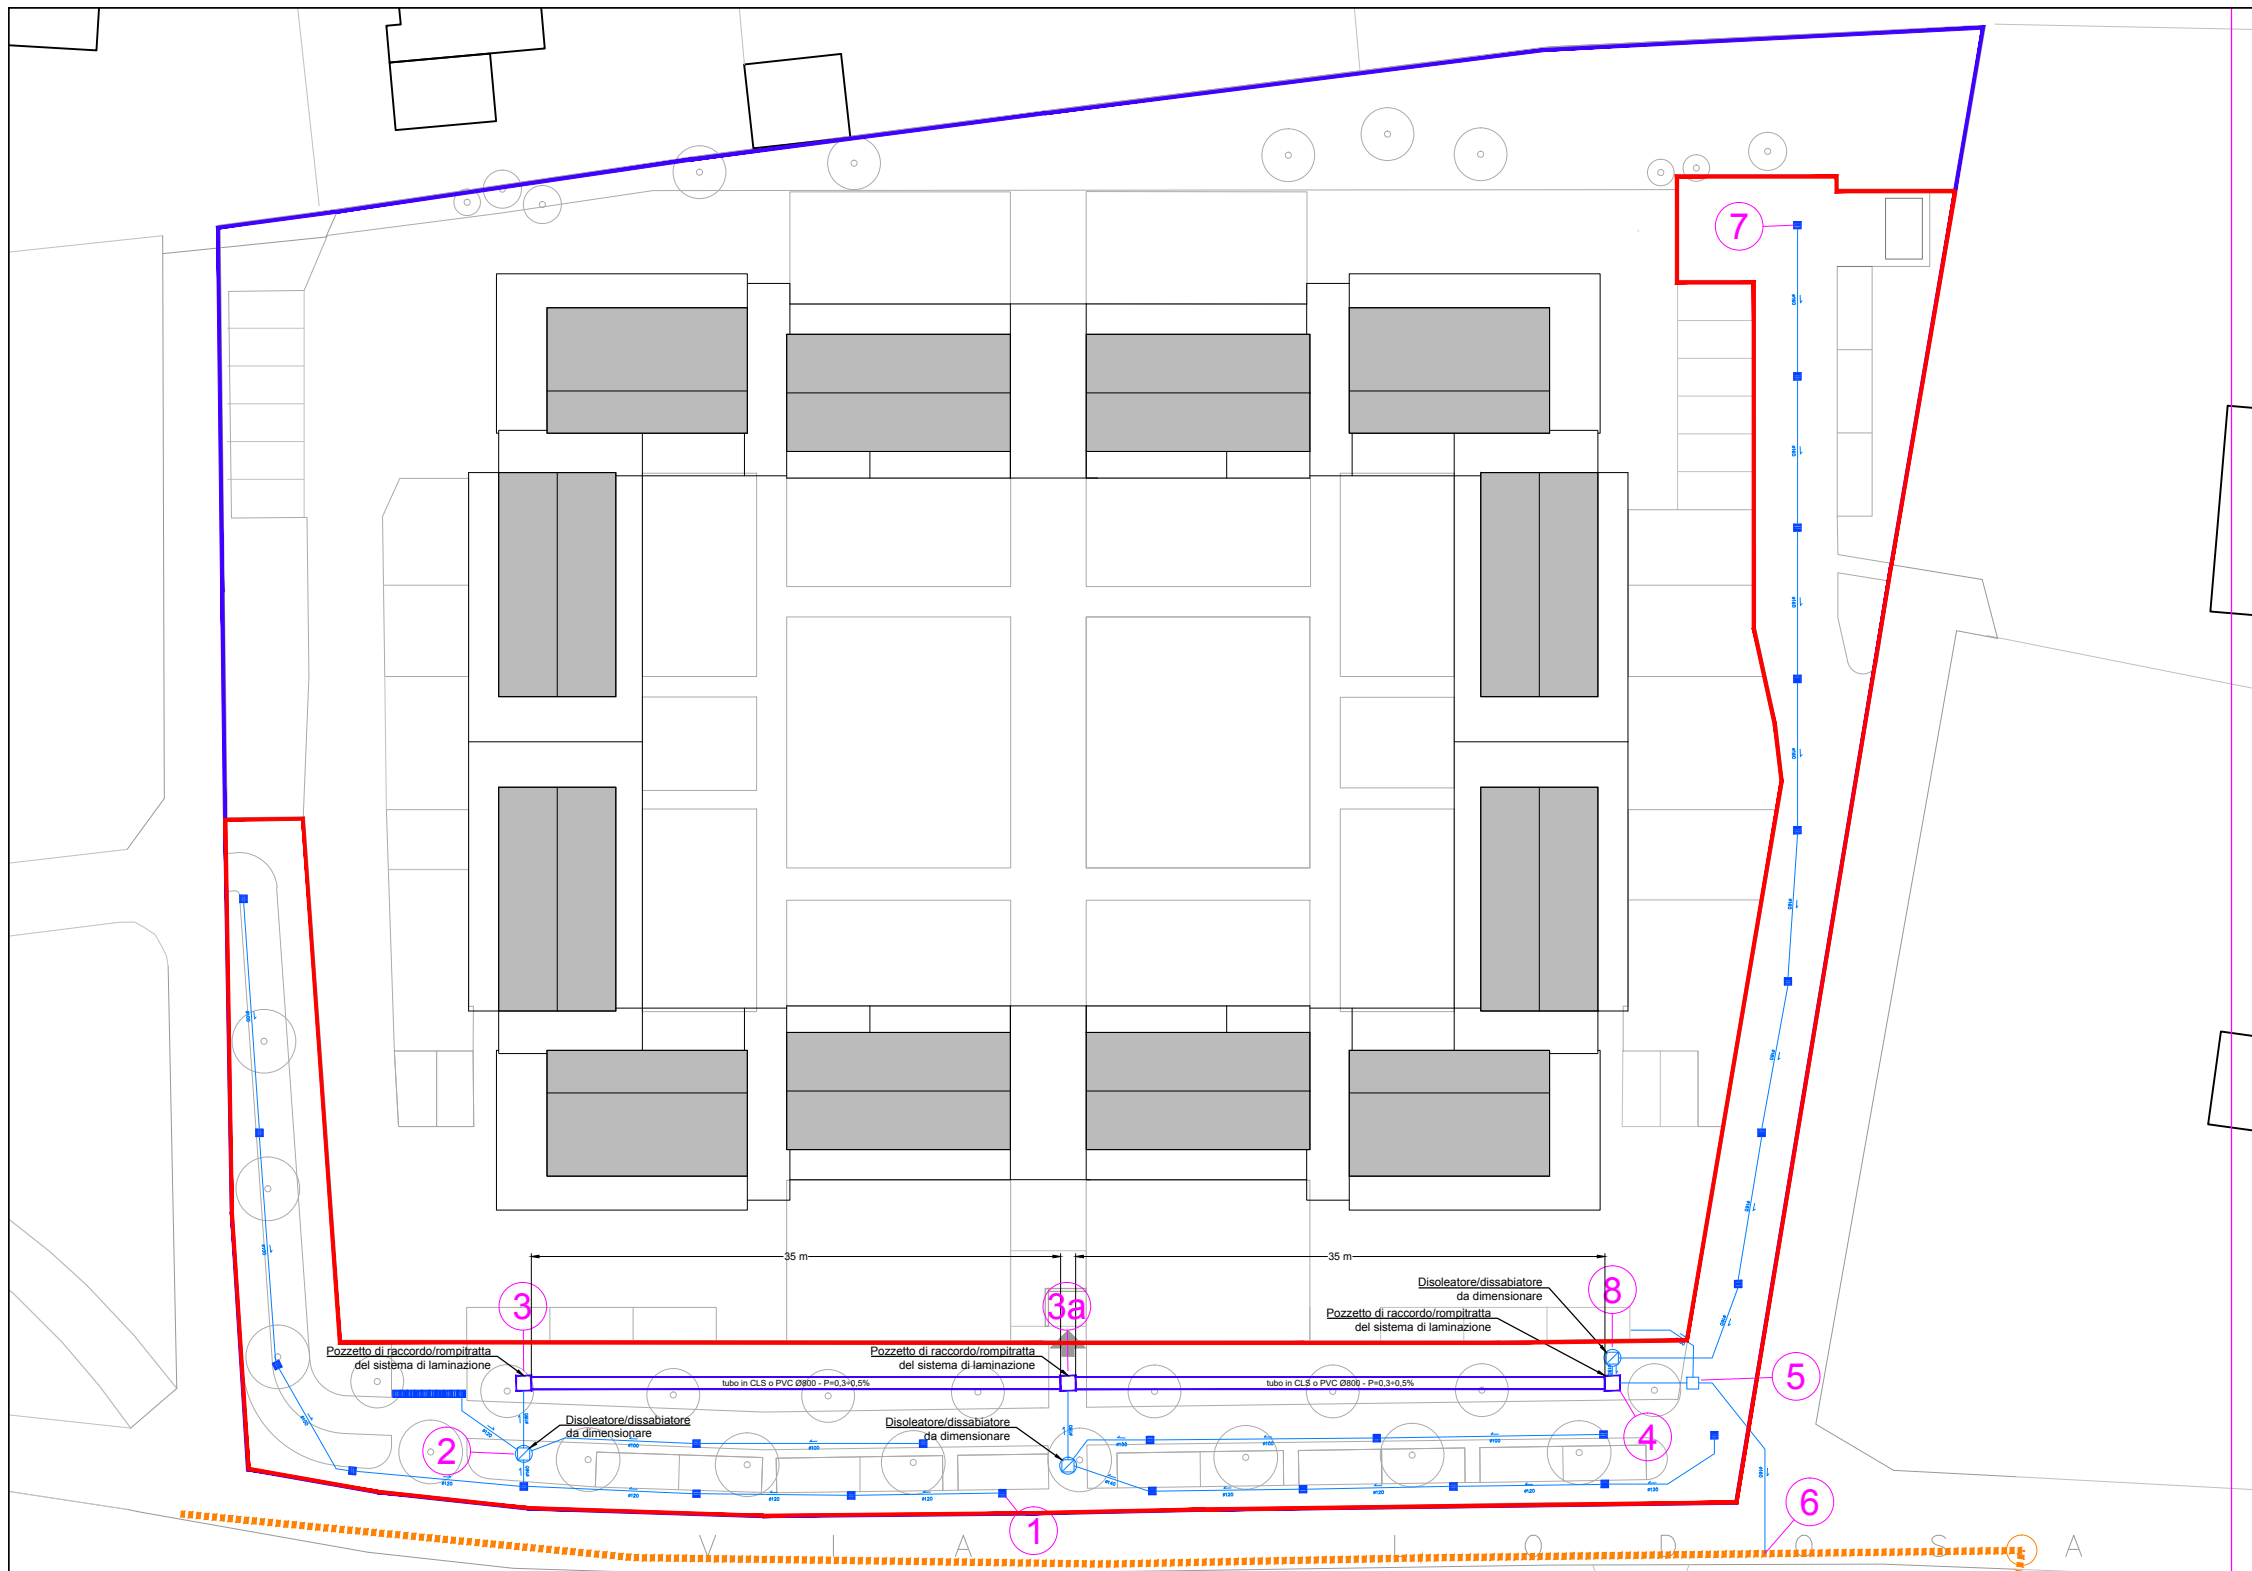 7
35 m
35 m
3
3a
8
Disoleatore/dissabiatore
da dimensionare
Pozzetto di raccordo/rompitratta
del sistema di laminazione
Pozzetto di raccordo/rompitratta
del sistema di laminazione
Pozzetto di raccordo/rompitratta
del sistema di laminazione
tubo in CLS o PVC Ø800 - P=0,3÷0,5%
tubo in CLS o PVC Ø800 - P=0,3÷0,5%
5
Disoleatore/dissabiatore
da dimensionare
Disoleatore/dissabiatore
da dimensionare
2
4
1
6
VIA LODOSA